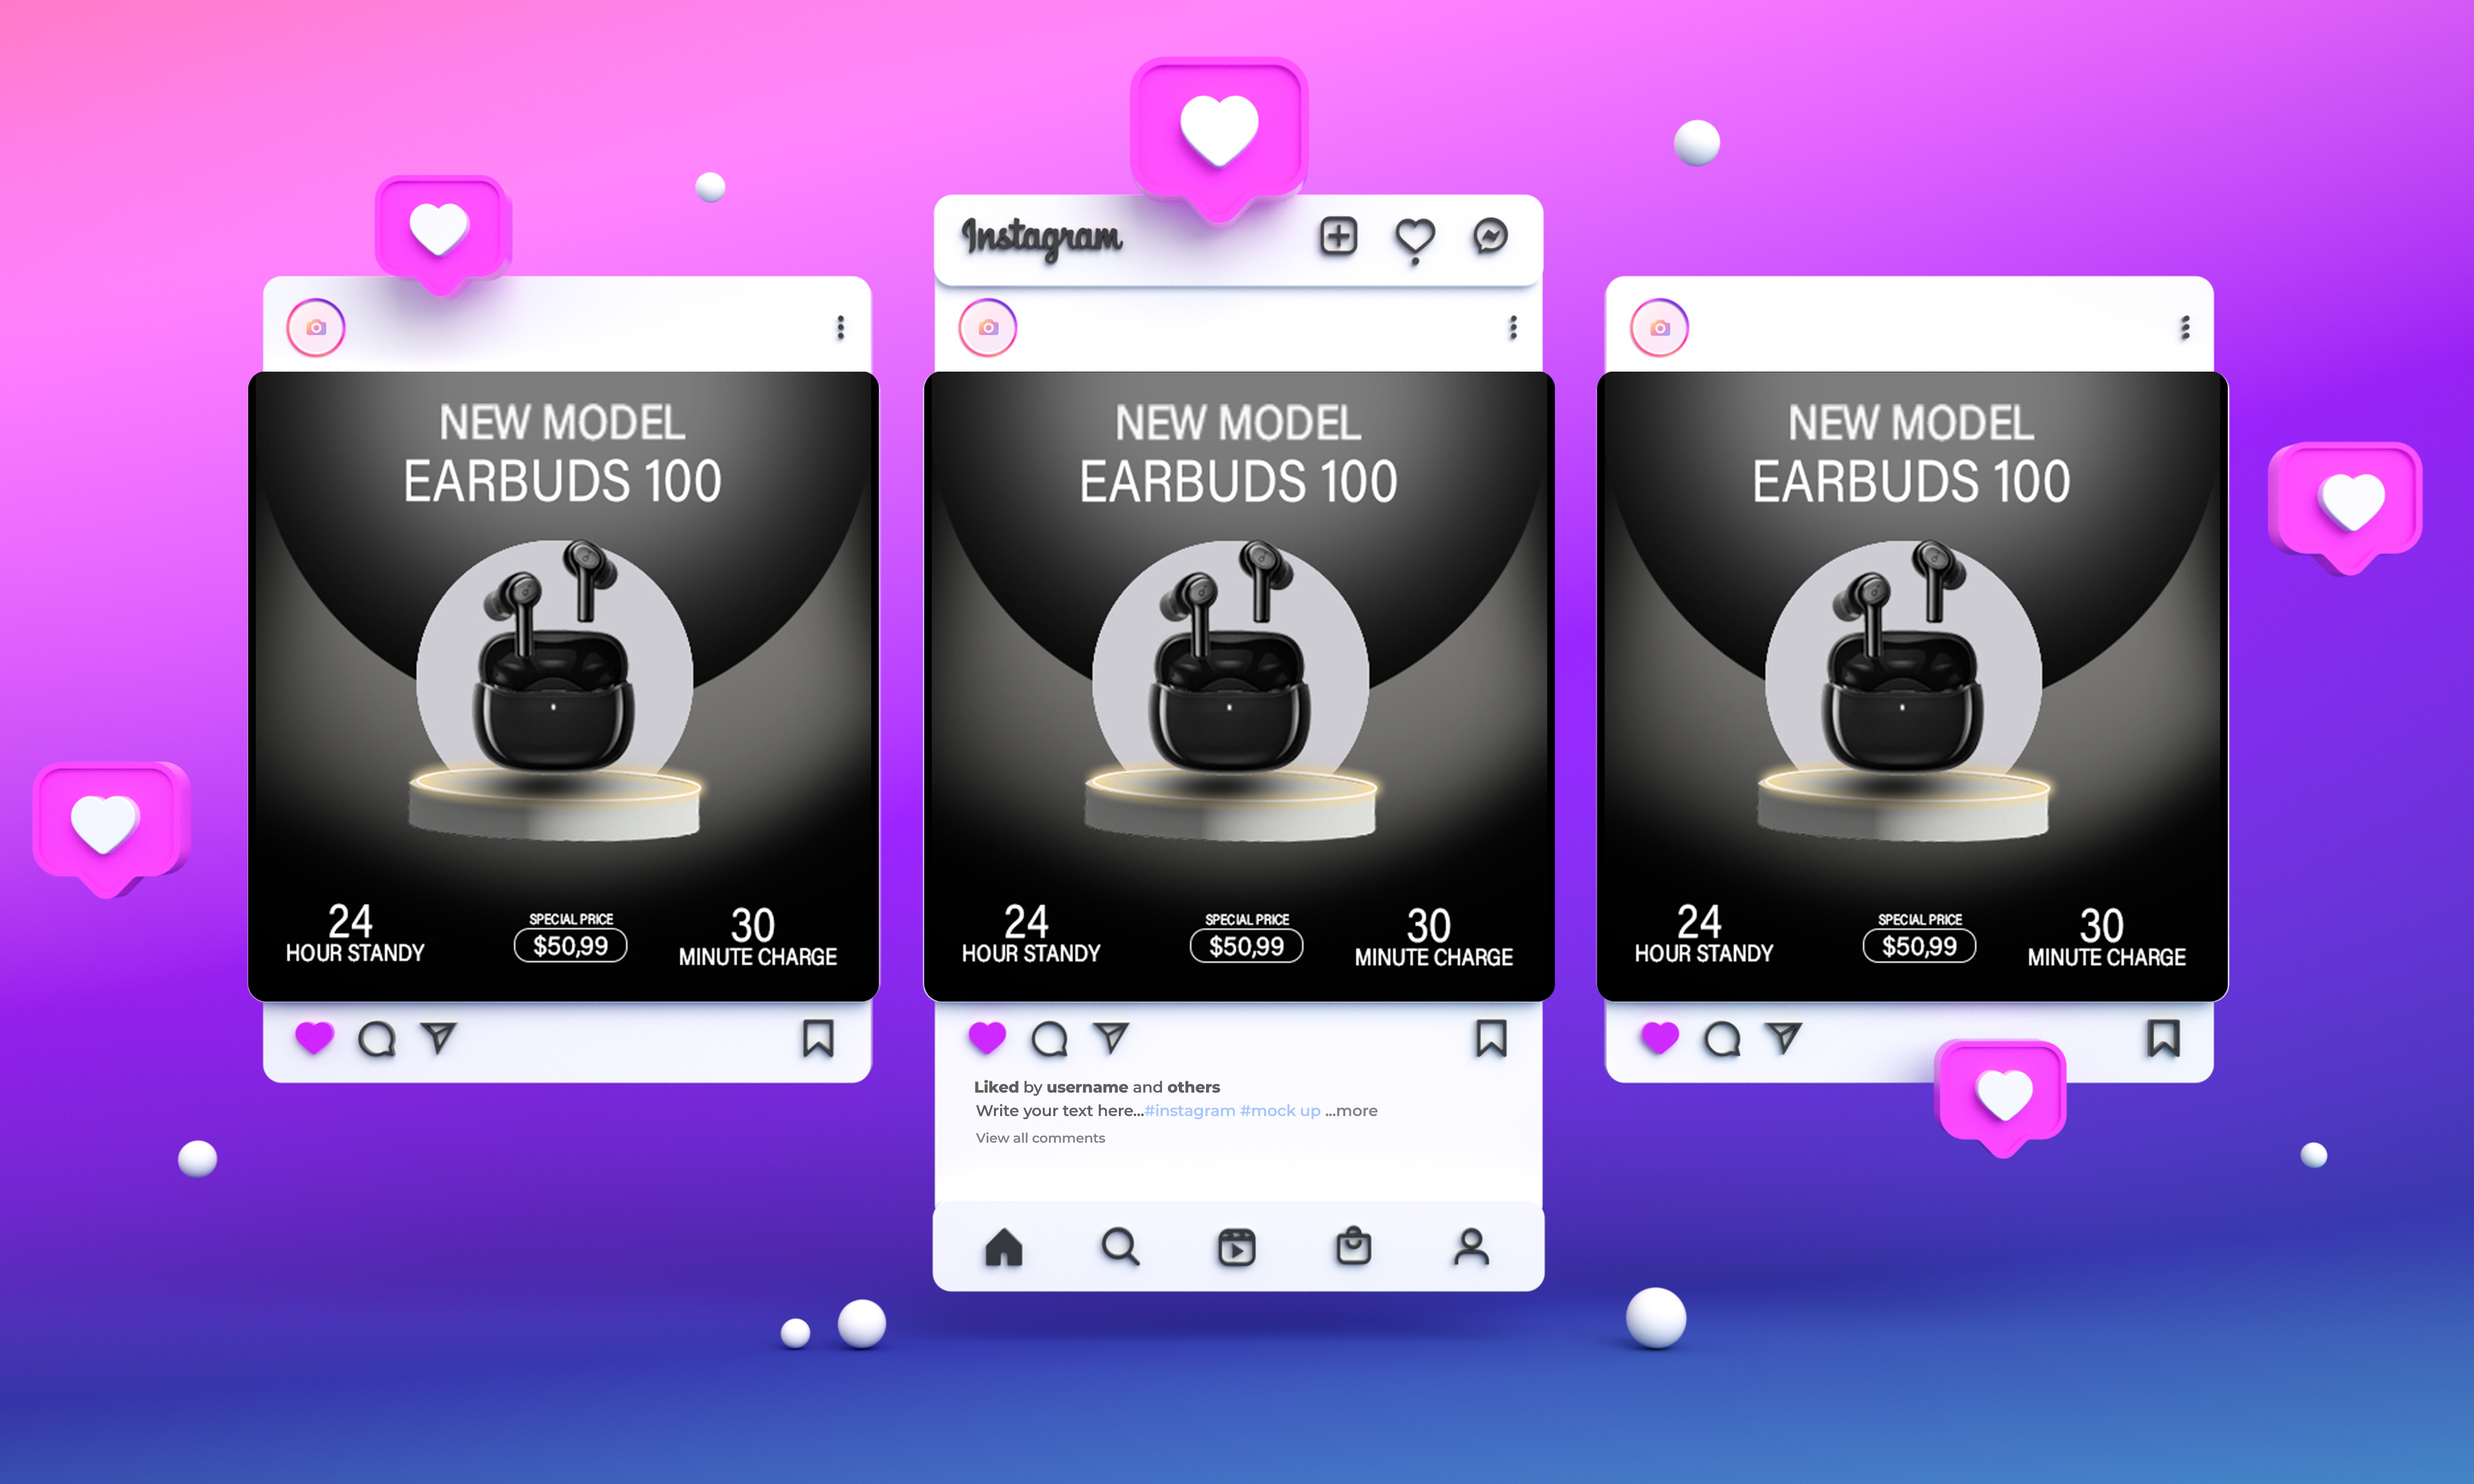 Instagram
NEW MODEL
EARBUDS 100
24
HOUR STANDY
SPECIAL PRICE
$50,99
30
MINUTE CHARGE
NEW MODEL
EARBUDS 100
24
HOUR STANDY
SPECIAL PRICE
$50,99
30
MINUTE CHARGE
NEW MODEL
EARBUDS 100
24
HOUR STANDY
SPECIAL PRICE
$50,99
30
MINUTE CHARGE
Liked by username and others
Write your text here...#instagram #mock up ...more
View all comments